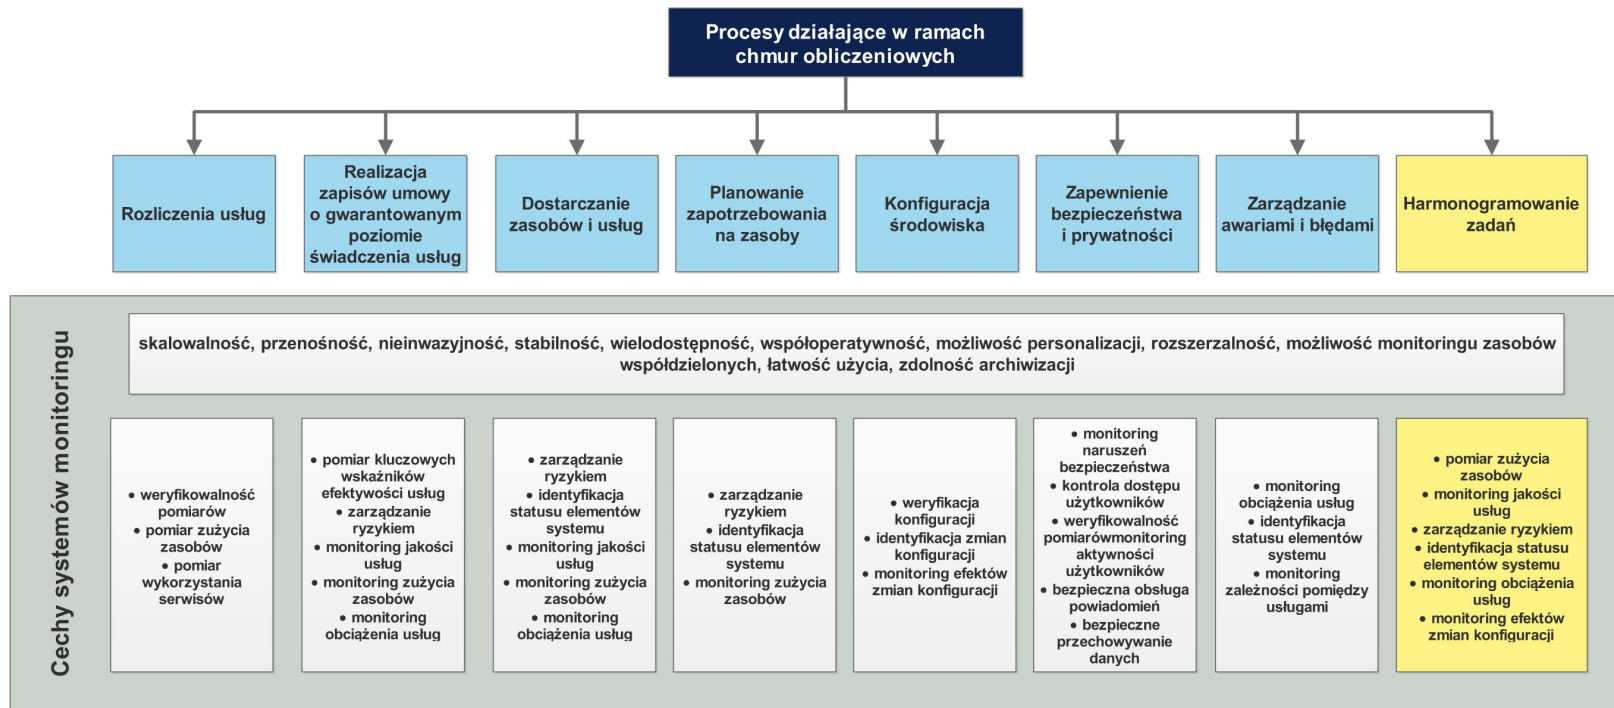 Procesy działające w ramach
chmur obliczeniowych
Rozliczenia usług
Realizacja
zapisów umowy
o gwarantowanym
poziomie
świadczenia usług
Dostarczanie
zasobów i usług
Planowanie
zapotrzebowania
na zasoby
Konfiguracja
środowiska
Zapewnienie
bezpieczeństwa
i prywatności
Zarządzanie
awariami i błędami
Harmonogramowanie
zadań
Cechy systemów monitoringu
skalowalność, przenośność, nieinwazyjność, stabilność, wielodostępność, współoperatywność, możliwość personalizacji, rozszerzalność, możliwość monitoringu zasobów
współdzielonych, łatwość użycia, zdolność archiwizacji
• weryfikowalność
pomiarów
• pomiar zużycia
zasobów
• pomiar
wykorzystania
serwisów
• pomiar kluczowych
wskaźników
efektywości usług
• zarządzanie
ryzykiem
• monitoring jakości
usług
• monitoring zużycia
zasobów
• monitoring
obciążenia usług
• zarządzanie
ryzykiem
• identyfikacja
statusu elementów
systemu
• monitoring jakości
usług
• monitoring zużycia
zasobów
• monitoring
obciążenia usług
• zarządzanie
ryzykiem
• identyfikacja
statusu elementów
systemu
• monitoring zużycia
zasobów
• weryfikacja
konfiguracji
• identyfikacja zmian
konfiguracji
• monitoring efektów
zmian konfiguracji
• monitoring
naruszeń
bezpieczeństwa
• kontrola dostępu
użytkowników
• weryfikowalność
pomiarówmonitoring
aktywności
użytkowników
• bezpieczna obsługa
powiadomień
• bezpieczne
przechowywanie
danych
• monitoring
obciążenia usług
• identyfikacja
statusu elementów
systemu
• monitoring
zależności pomiędzy
usługami
• pomiar zużycia
zasobów
• monitoring jakości
usług
• zarządzanie ryzykiem
• identyfikacja statusu
elementów systemu
• monitoring obciążenia
usług
• monitoring efektów
zmian konfiguracji